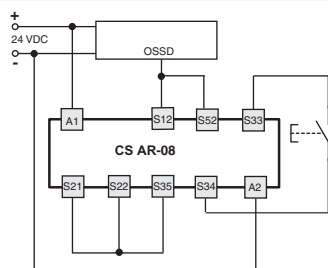 +
24 VDC
-
OSSD
A1
S12
S52
S33
CS AR-08
S21
S22
S35
S34
A2